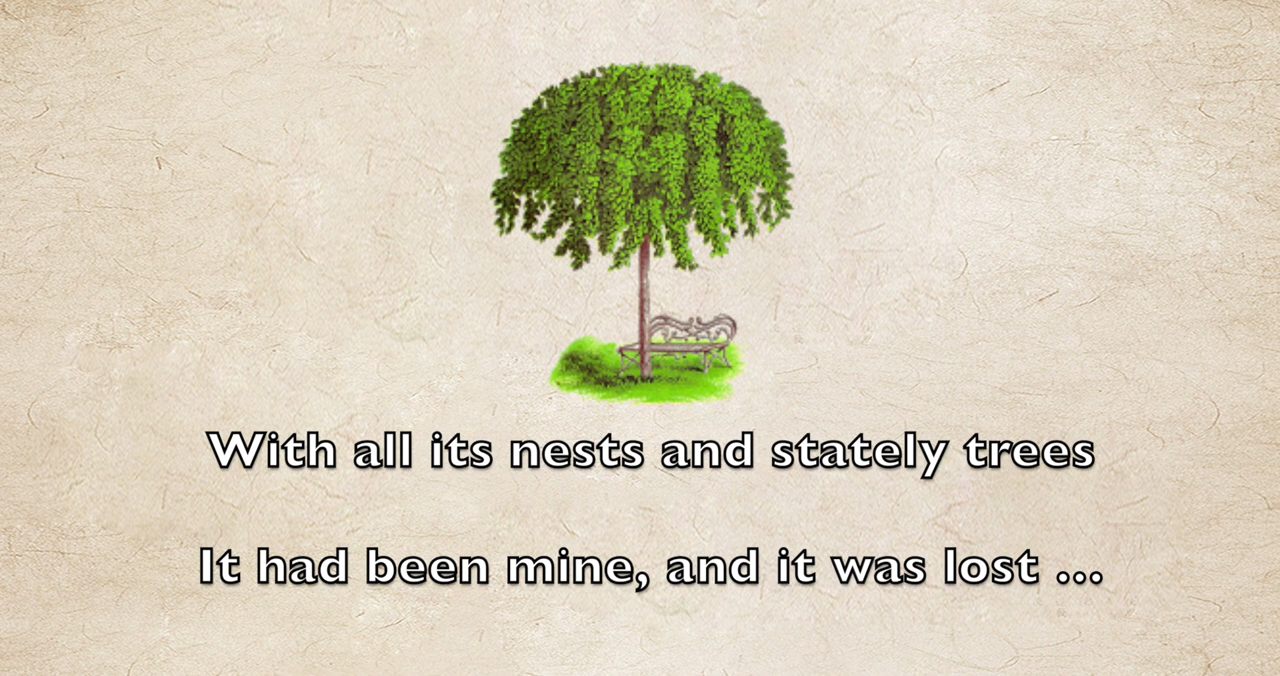 With all its nests and stately trees
It had been mine, and it was lost ...